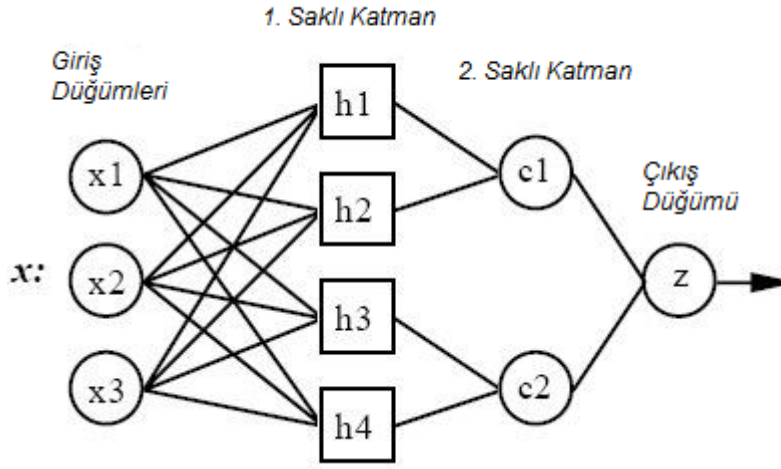 1. Saklı Katman
Giriş
Düğümleri
2. Saklı Katman
h1
x1
c1
Çıkış
Düğümü
h2
x:
x2
z
h3
x3
c2
h4